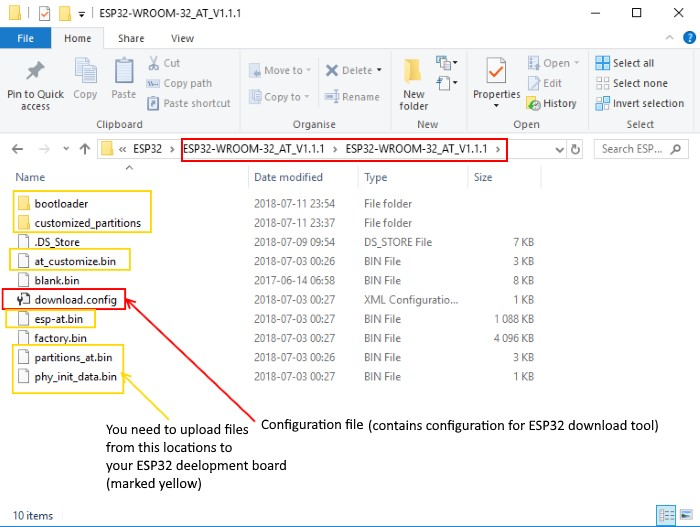 ESP32-WROOM-32_AT_V1.1.1
File Home Share View
Pin to Quick access
Copy
Paste
Cut
Copy path
Paste shortcut
Clipboard
Move to
Copy to
Delete
Rename
Organise
New folder
New
Properties
Open
Edit
History
Open
Select all
Select none
Invert selection
Select
« ESP32 > ESP32-WROOM-32_AT_V1.1.1 > ESP32-WROOM-32_AT_V1.1.1 >
Search ESP...
Name Date modified Type Size
bootloader 2018-07-11 23:54 File folder
customized_partitions 2018-07-11 23:37 File folder
.DS_Store 2018-07-09 09:54 DS_STORE File 7 KB
at_customize.bin 2018-07-03 00:26 BIN File 3 KB
blank.bin 2017-06-14 06:58 BIN File 8 KB
download.config 2018-07-03 00:27 XML Configuratio... 1 KB
esp-at.bin 2018-07-03 00:27 BIN File 1 088 KB
factory.bin 2018-07-03 00:27 BIN File 4 096 KB
partitions_at.bin 2018-07-03 00:26 BIN File 3 KB
phy_init_data.bin 2018-07-03 00:27 BIN File 1 KB
You need to upload files
from this locations to
your ESP32 deelopment board
(marked yellow)
Configuration file (contains configuration for ESP32 download tool)
10 items